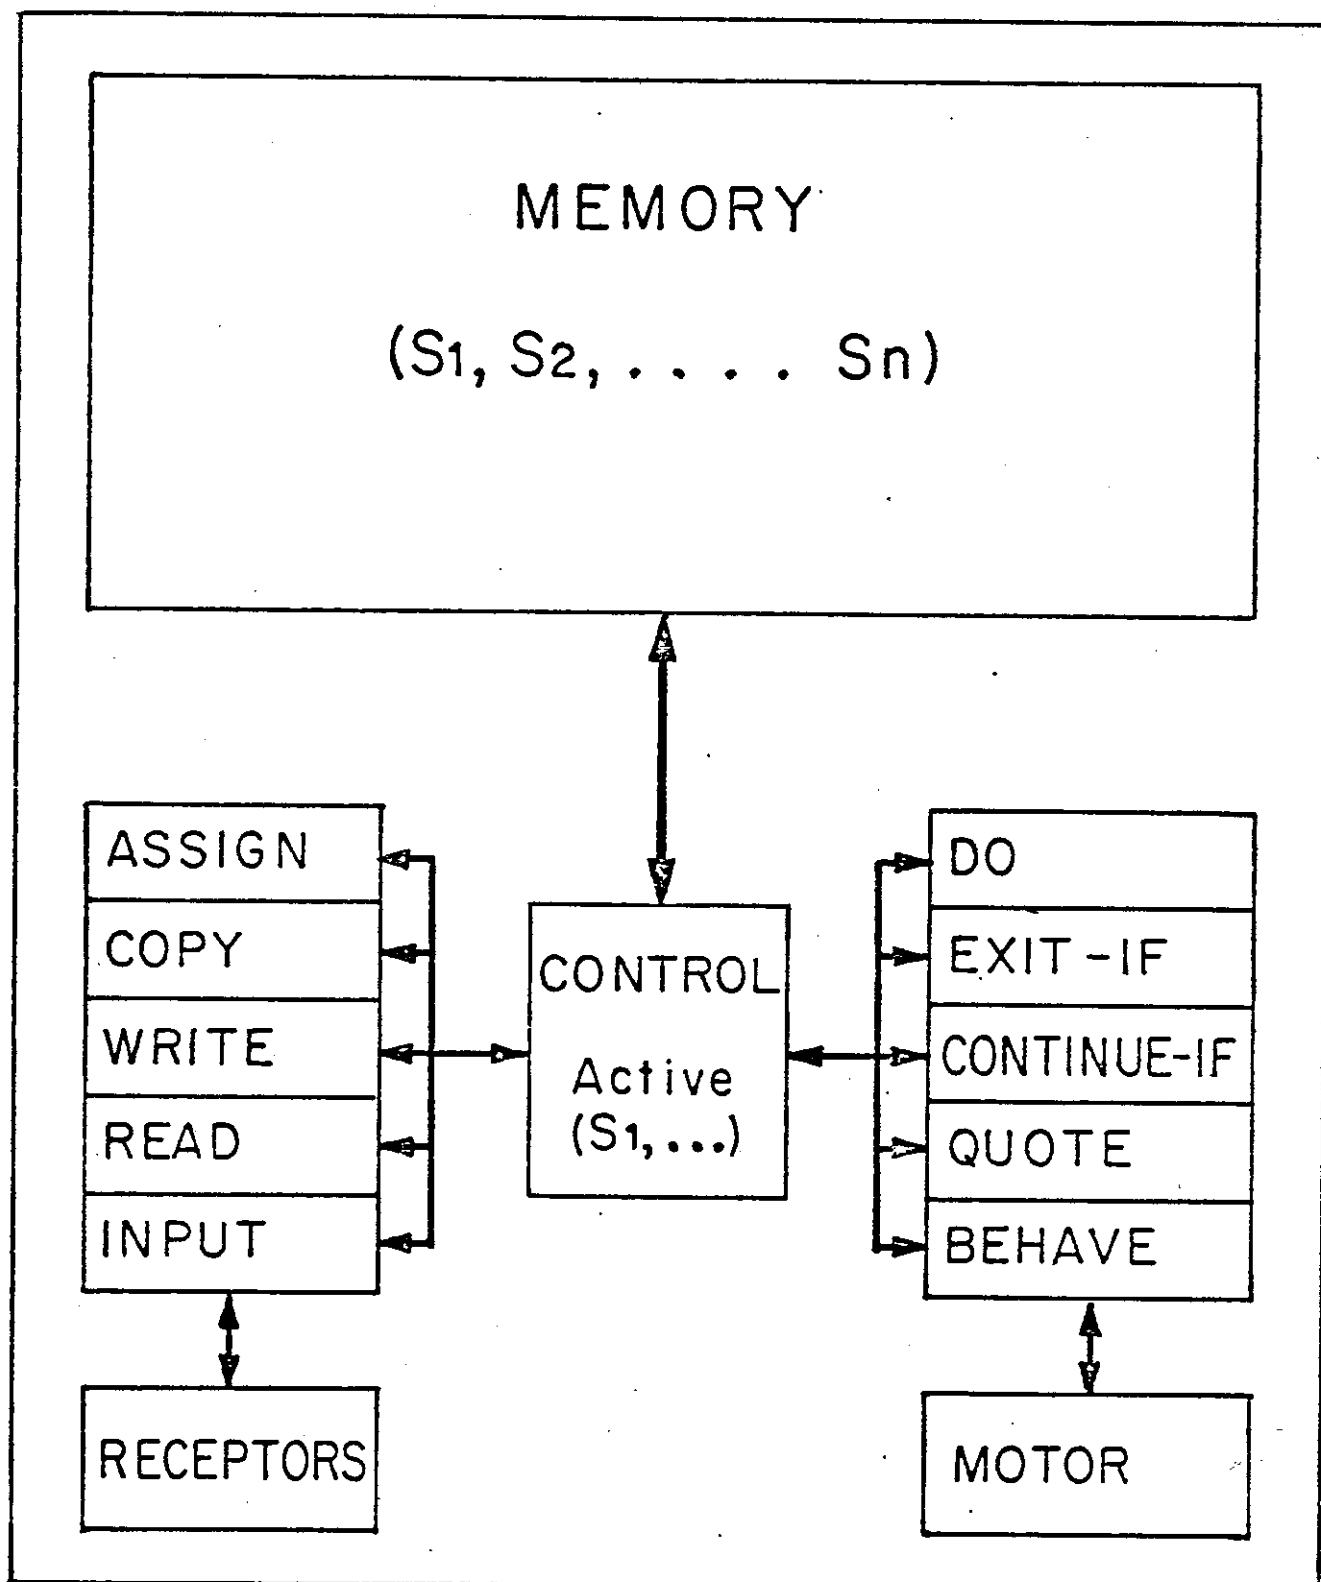 MEMORY
(S1, S2, . . . . Sn)
ASSIGN
COPY
WRITE
READ
INPUT
CONTROL
Active
(S1, ...)
DO
EXIT-IF
CONTINUE-IF
QUOTE
BEHAVE
RECEPTORS
MOTOR